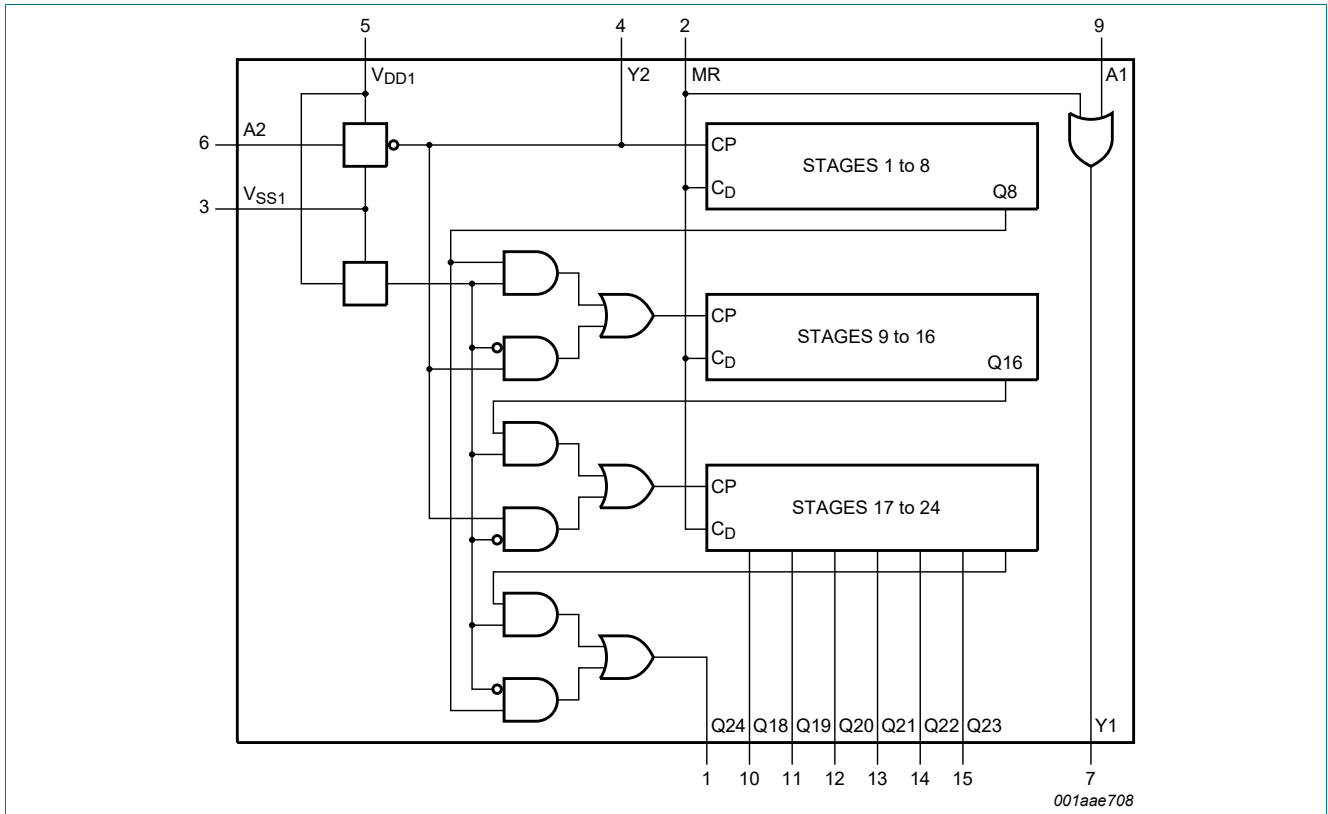 5 4 2 9
VDD1 Y2 MR A1
6 A2
CP
STAGES 1 to 8
CD
Q8
3 VSS1
CP
STAGES 9 to 16
CD
Q16
CP
STAGES 17 to 24
CD
Q24 Q18 Q19 Q20 Q21 Q22 Q23 Y1
1 10 11 12 13 14 15 7
001aae708